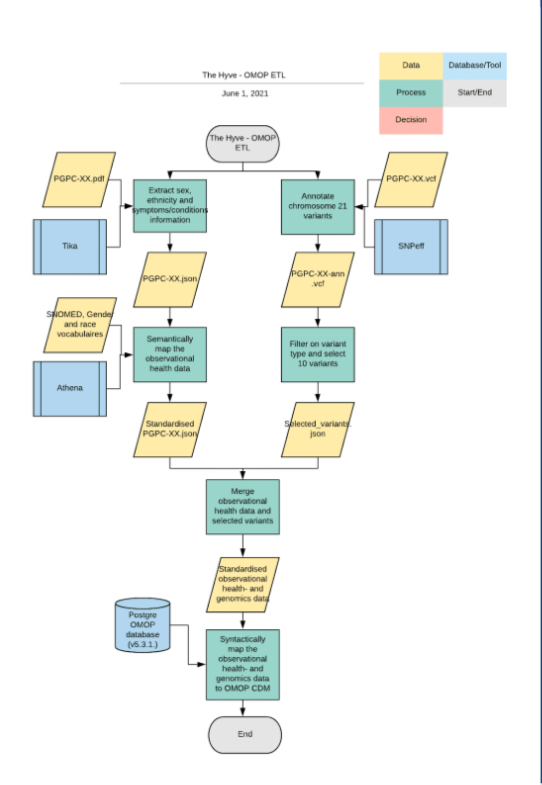 The Hyve - OMOP ETL
June 1, 2021
Data
Database/Tool
Process
Start/End
Decision
The Hyve - OMOP
ETL
PGPC-XX.pdf
Extract sex,
ethnicity and
symptoms/conditions
information
Annotate
chromosome 21
variants
PGPC-XX.vcf
Tika
SNPeff
PGPC-XX.json
PGPC-XX-ann
.vcf
SNOMED, Gender
and race
vocabulaires
Semantically
map the
observational
health data
Filter on variant
type and select
10 variants
Athena
Standardised
PGPC-XX.json
Selected_variants.
json
Merge
observational
health data and
selected variants
Standardised
observational
health- and
genomics data
Postgre
OMOP
database
(v5.3.1.)
Syntactically
map the
observational
health- and
genomics data
to OMOP CDM
End